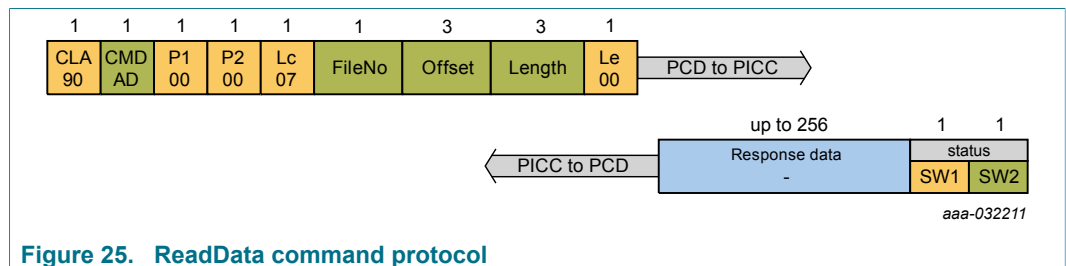 1 1 1 1 1 1 3 3 1
CLA CMD P1 P2 Lc FileNo Offset Length Le PCD to PICC
90 AD 00 00 07 00
up to 256 1 1
PICC to PCD Response data status
- SW1 SW2
aaa-032211
Figure 25. ReadData command protocol